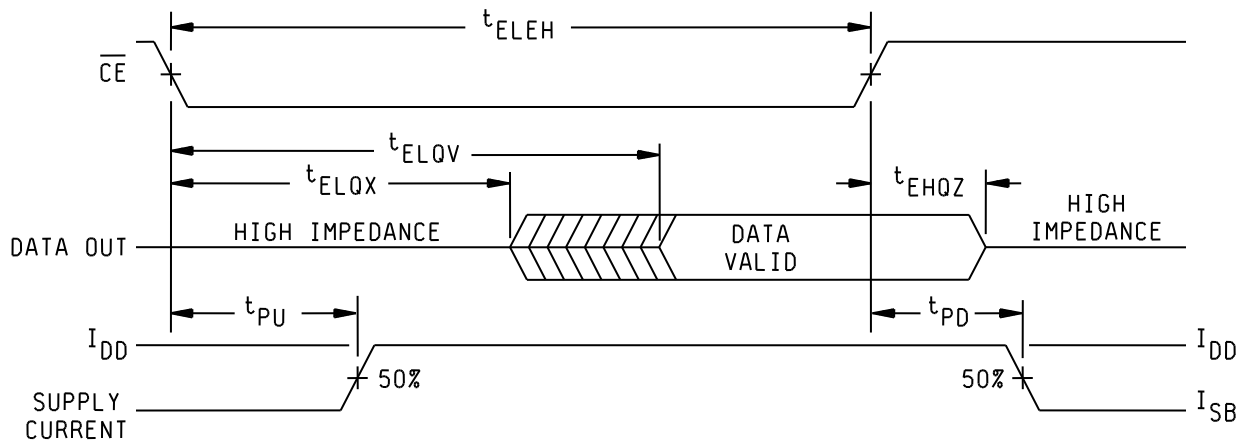 tELEH
CE
tELQV
tELQX
tEHQZ
HIGH IMPEDANCE
DATA OUT
DATA
VALID
HIGH
IMPEDANCE
tPU
tPD
IDD
IDD
50%
50%
SUPPLY
CURRENT
ISB